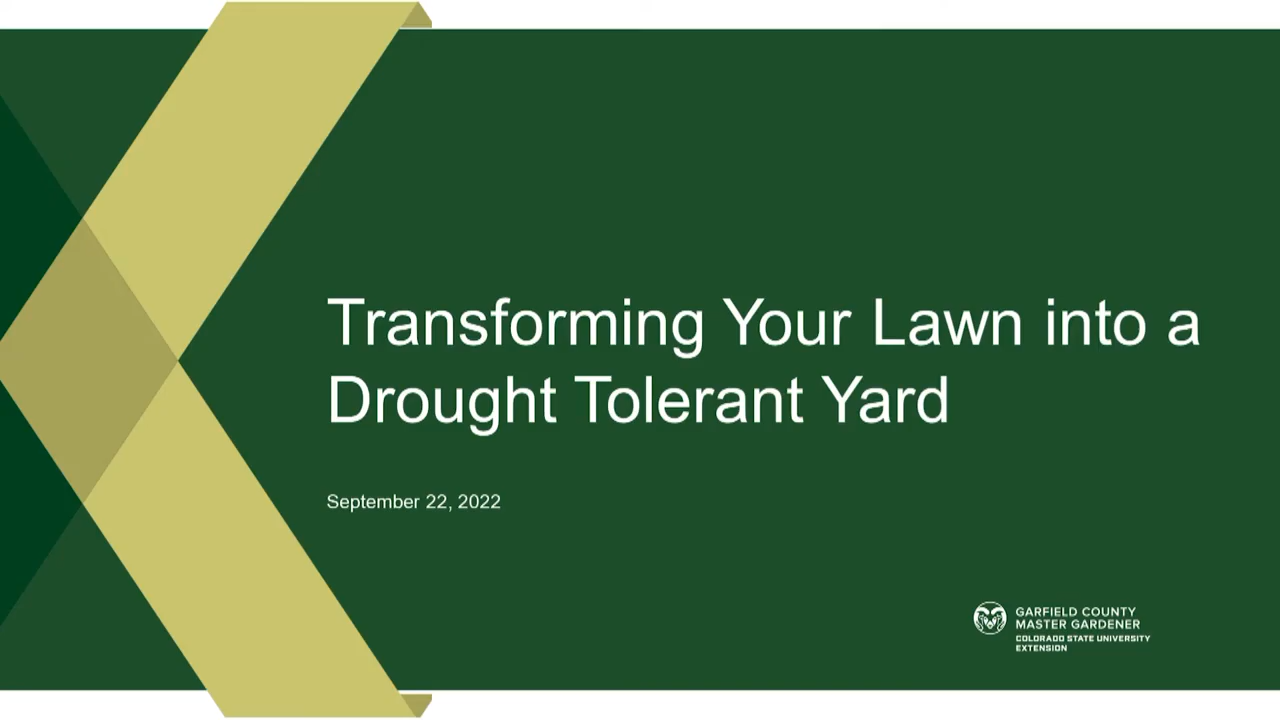 Transforming Your Lawn into a
Drought Tolerant Yard
September 22, 2022
GARFIELD COUNTY
MASTER GARDENER
COLORADO STATE UNIVERSITY
EXTENSION